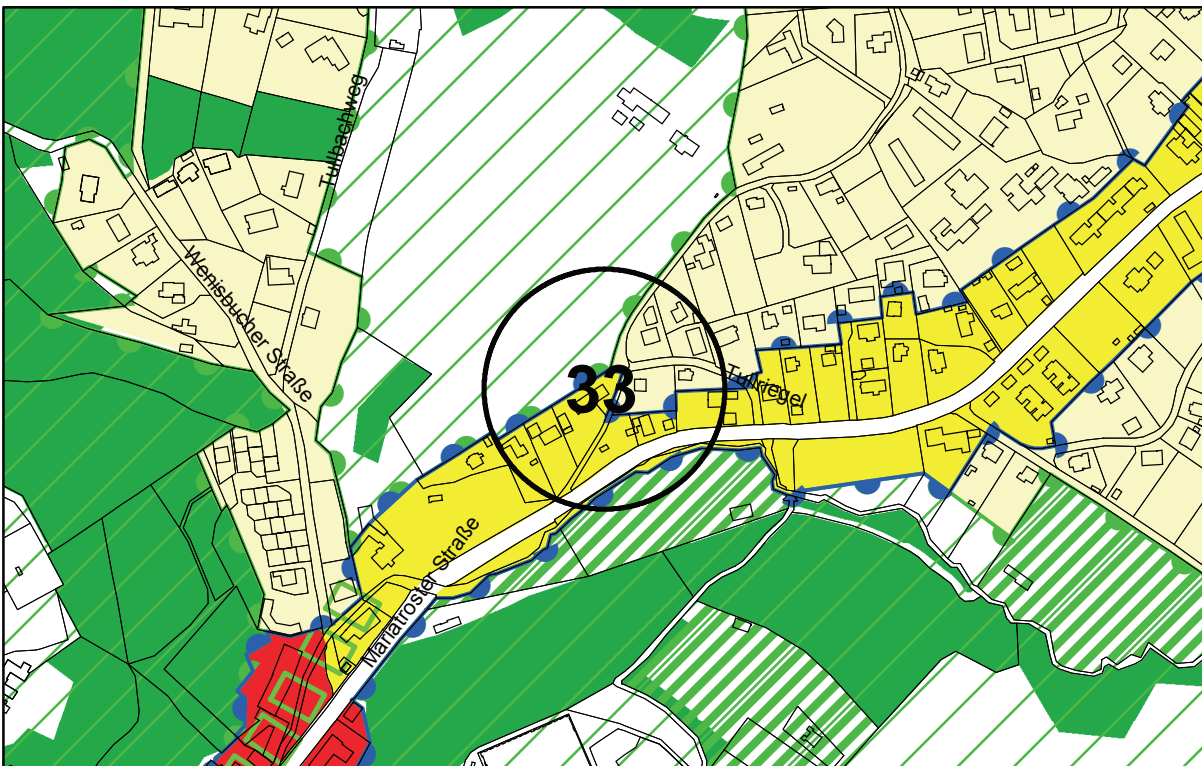 Tullbachweg
Wenisbucher Straße
33
Tullriegel
Mariatroster Straße